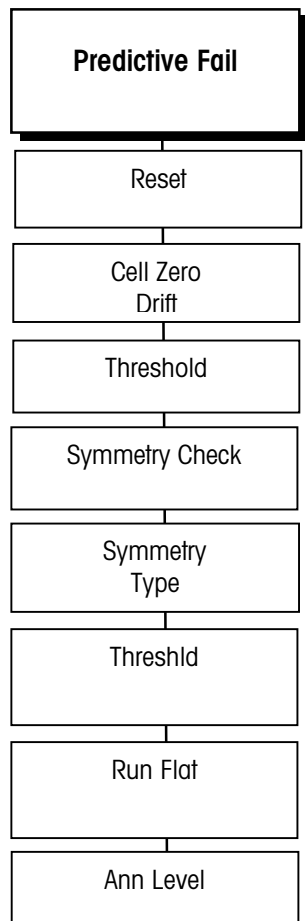 Predictive Fail
Reset
Cell Zero
Drift
Threshold
Symmetry Check
Symmetry
Type
Threshld
Run Flat
Ann Level